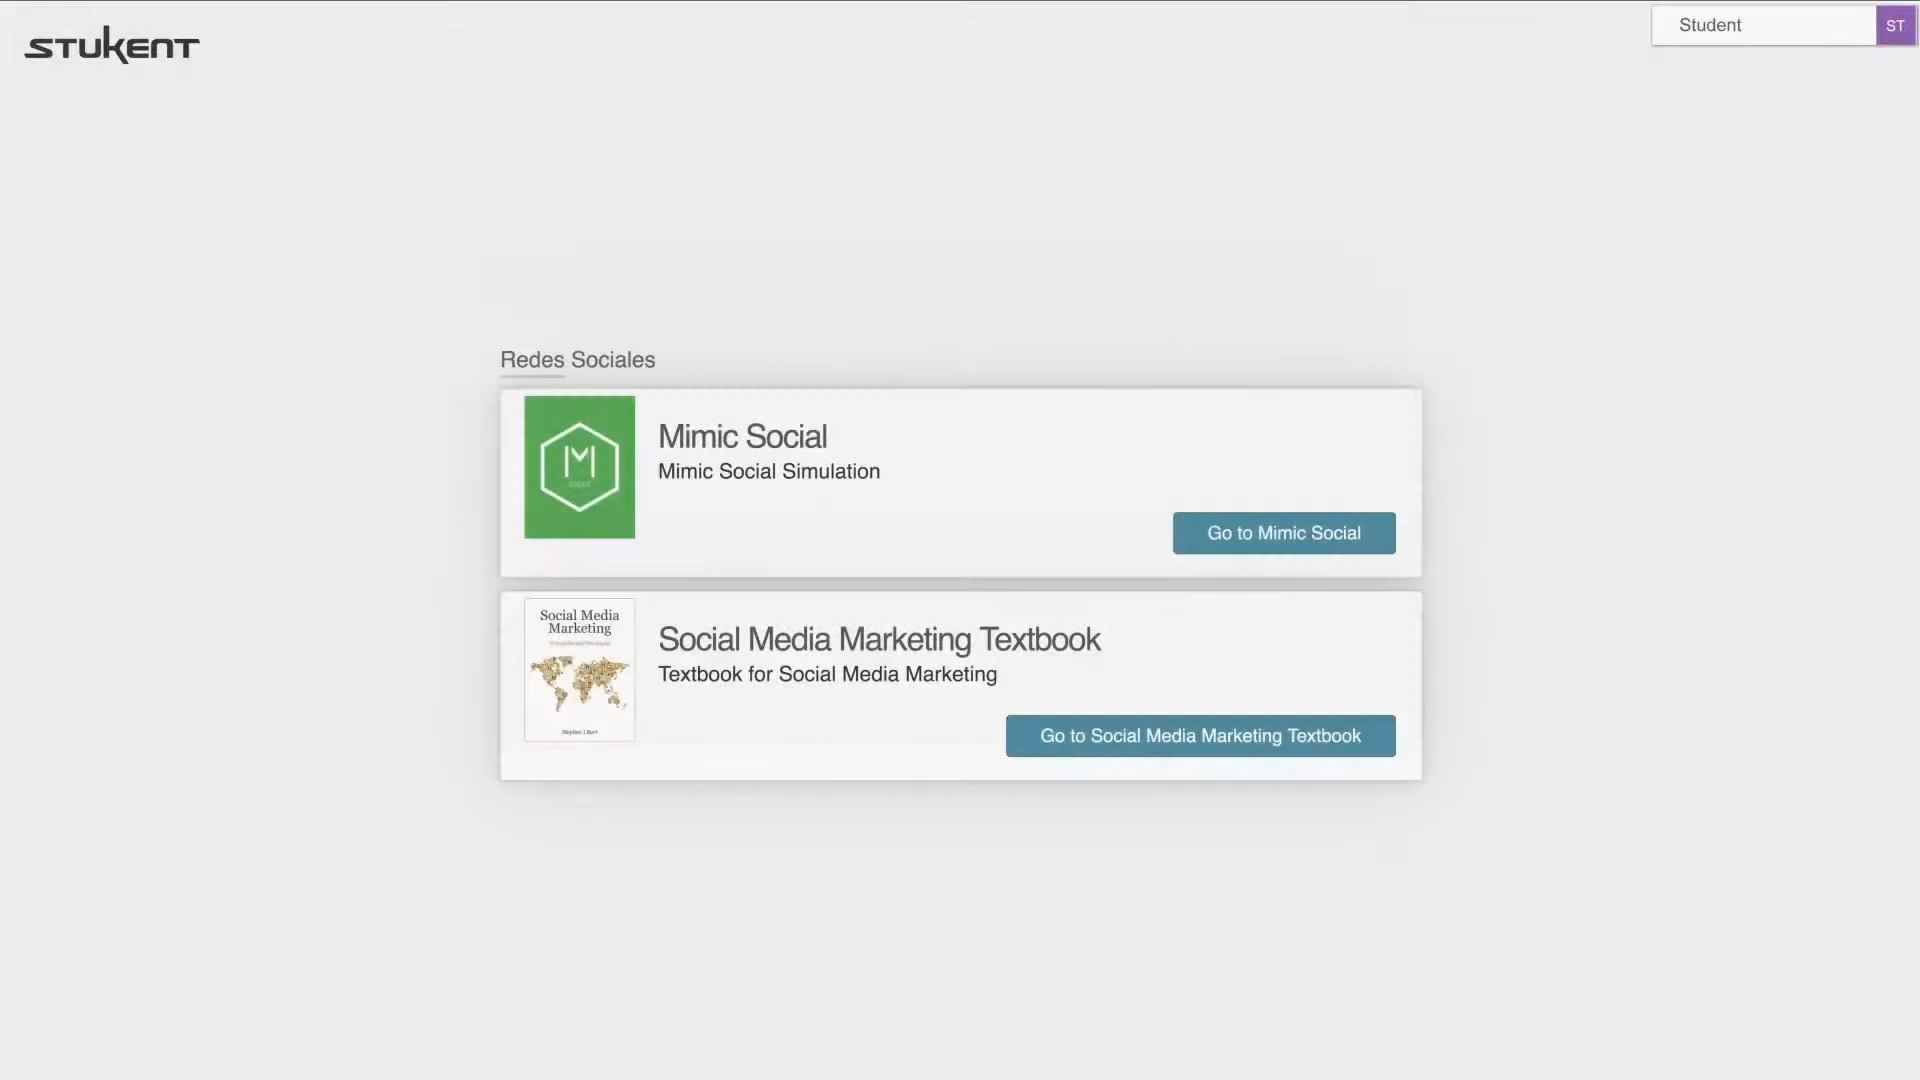 STUKENT
Student
ST
Redes Sociales
M
Mimic Social
Mimic Social Simulation
Go to Mimic Social
Social Media
Marketing
Social Media Marketing Textbook
Textbook for Social Media Marketing
Go to Social Media Marketing Textbook